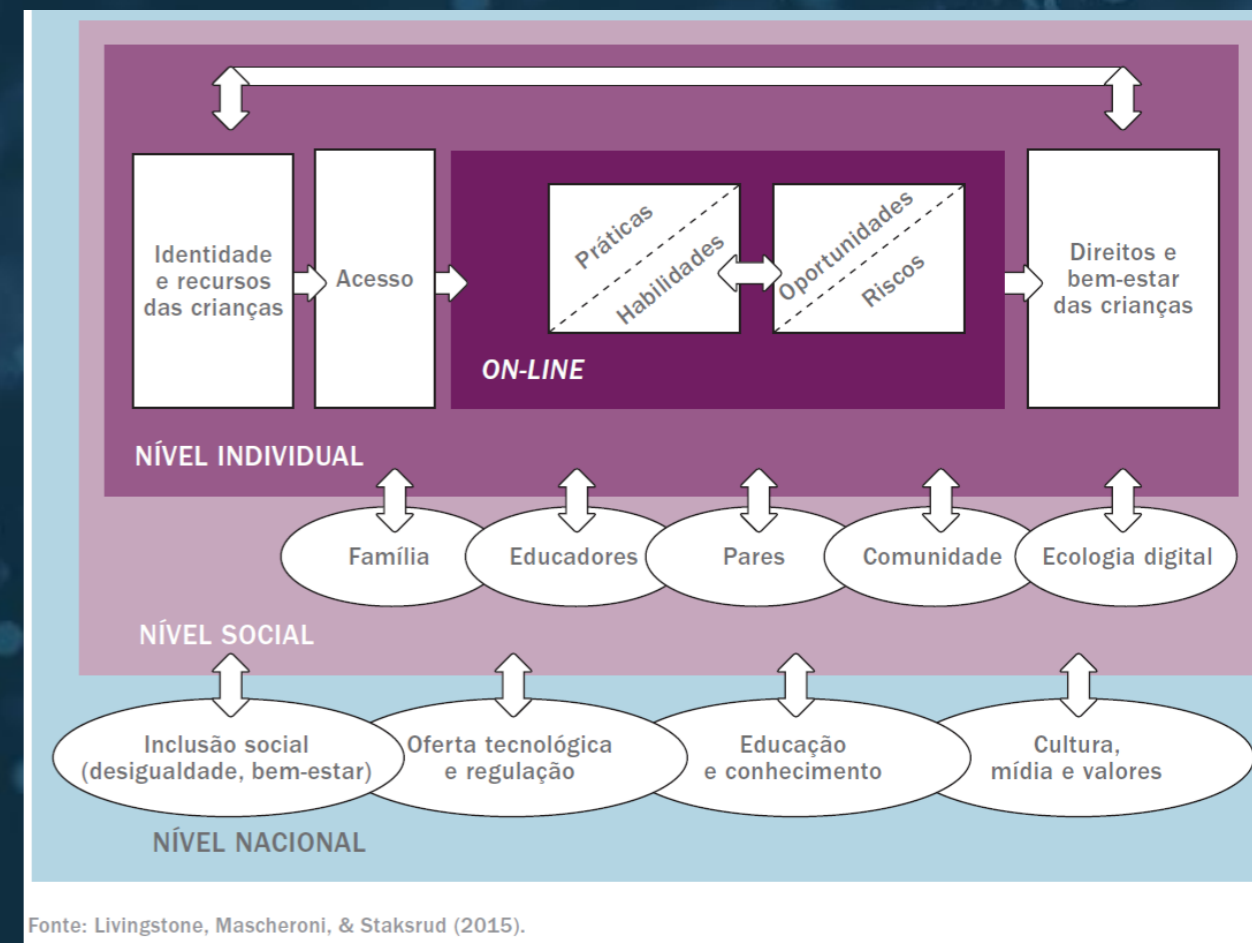 Identidade
e recursos
das crianças
Acesso
Práticas
Habilidades
Oportunidades
Riscos
Direitos e
bem-estar
das crianças
ON-LINE
NÍVEL INDIVIDUAL
Família
Educadores
Pares
Comunidade
Ecologia digital
NÍVEL SOCIAL
Inclusão social
(desigualdade, bem-estar)
Oferta tecnológica
e regulação
Educação
e conhecimento
Cultura,
mídia e valores
NÍVEL NACIONAL
Fonte: Livingstone, Mascheroni, & Staksrud (2015).